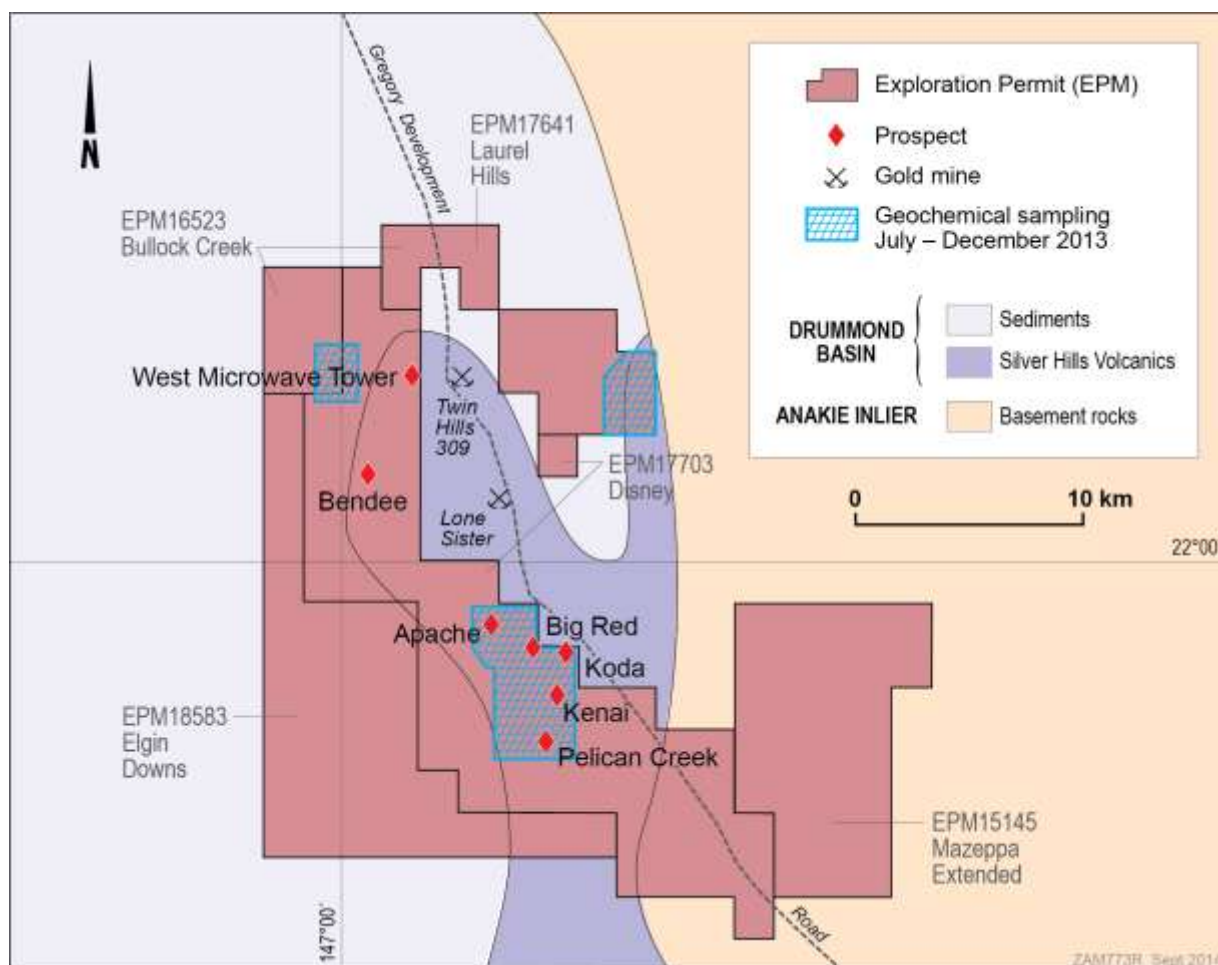 Gregory Development
EPM17641
Laurel
Hills
EPM16523
Bullock Creek
Exploration Permit (EPM)
Prospect
Gold mine
Geochemical sampling
July – December 2013
DRUMMOND
BASIN
Sediments
Silver Hills Volcanics
ANAKIE INLIER
Basement rocks
N
West Microwave Tower
Twin
Hills
309
EPM17703
Disney
Bendee
Lone
Sister
0
10 km
22°00'
Apache
Big Red
Koda
Kenai
Pelican Creek
EPM18583
Elgin
Downs
EPM15145
Mazeppa
Extended
147°00'
Road
ZAM773R Sept 2014